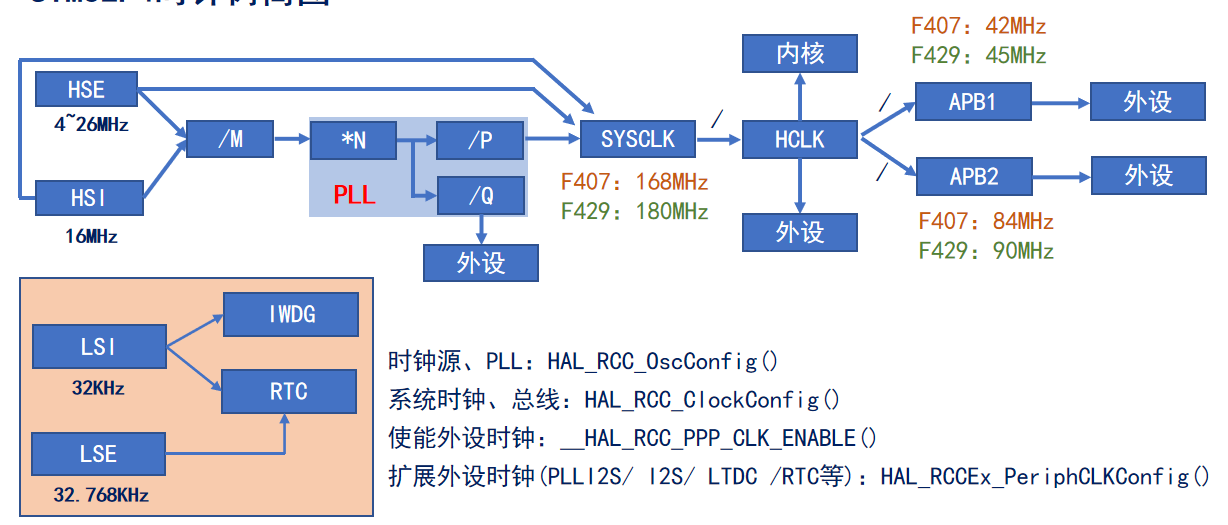 F407：42MHz
F429：45MHz
HSE
4~26MHz
/M
*N
/P
PLL
/Q
外设
HSI
16MHz
SYSCLK
F407：168MHz
F429：180MHz
/
内核
HCLK
外设
/
APB1
外设
/
APB2
外设
F407：84MHz
F429：90MHz
LSI
32KHz
IWDG
RTC
LSE
32.768KHz
时钟源、PLL：HAL_RCC_OscConfig()
系统时钟、总线：HAL_RCC_ClockConfig()
使能外设时钟：__HAL_RCC_PPP_CLK_ENABLE()
扩展外设时钟(PLLI2S/ I2S/ LTDC /RTC等)：HAL_RCCEx_PeriphCLKConfig()